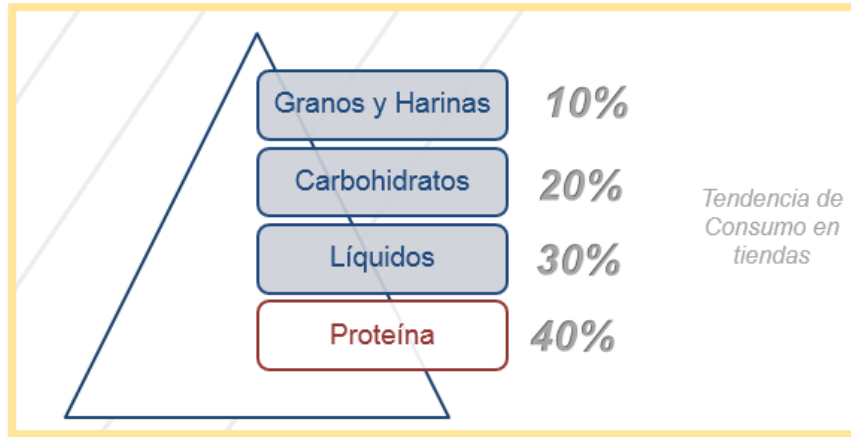 Granos y Harinas 10%
Carbohidratos 20%
Líquidos 30%
Proteína 40%
Tendencia de
Consumo en
tiendas